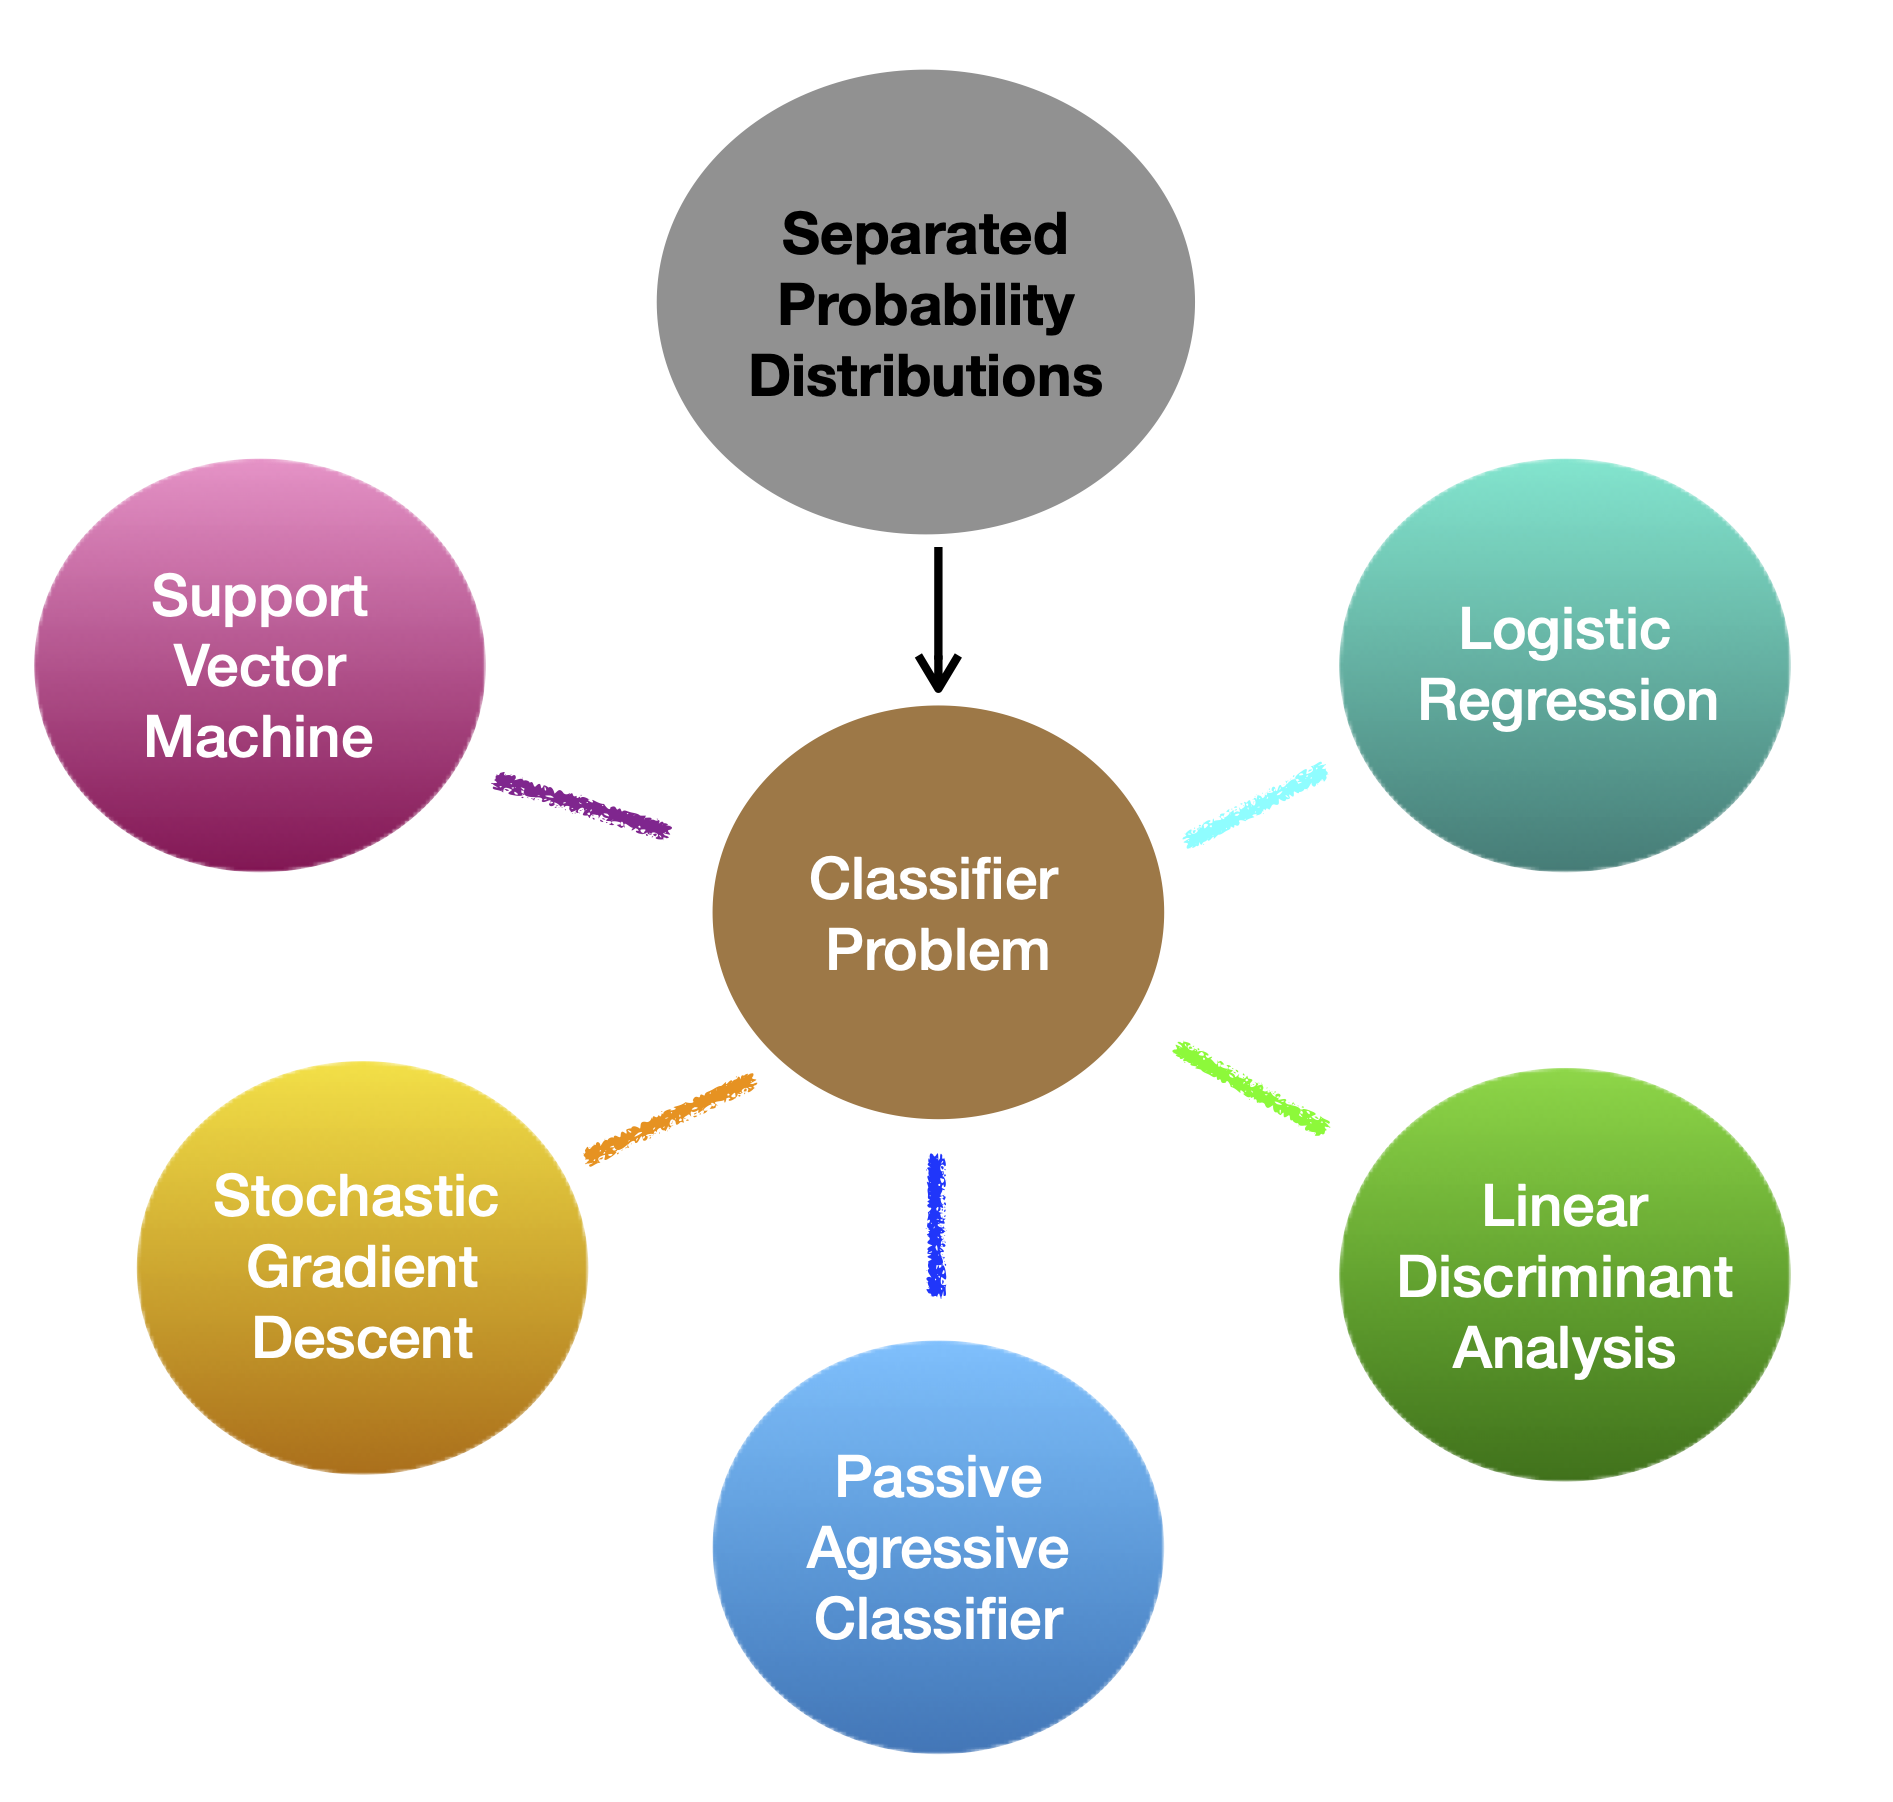 Separated
Probability
Distributions
Support
Vector
Machine
Logistic
Regression
Classifier
Problem
Stochastic
Gradient
Descent
Linear
Discriminant
Analysis
Passive
Agressive
Classifier